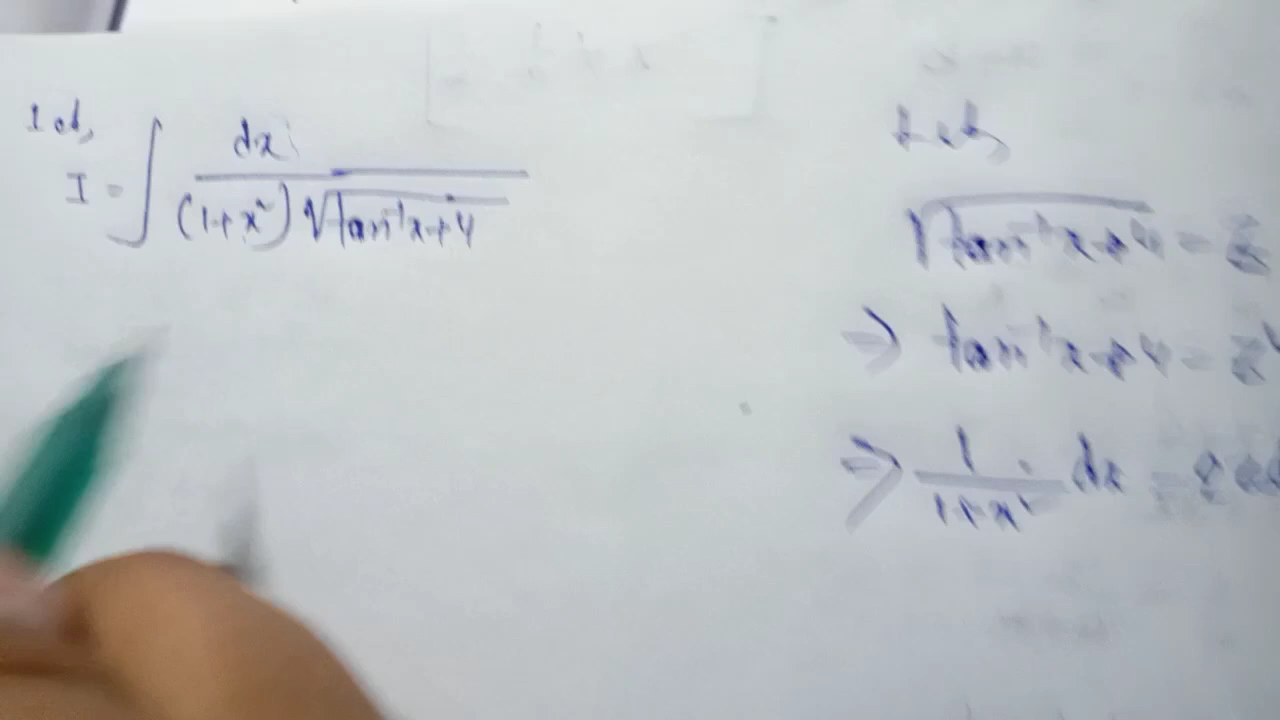 Let,
I = ∫ dx / (1+x²) √(tan⁻¹x+4)
Let,
√(tan⁻¹x+4) = z
⇒ tan⁻¹x+4 = z²
⇒ 1/(1+x²) dx = 2z